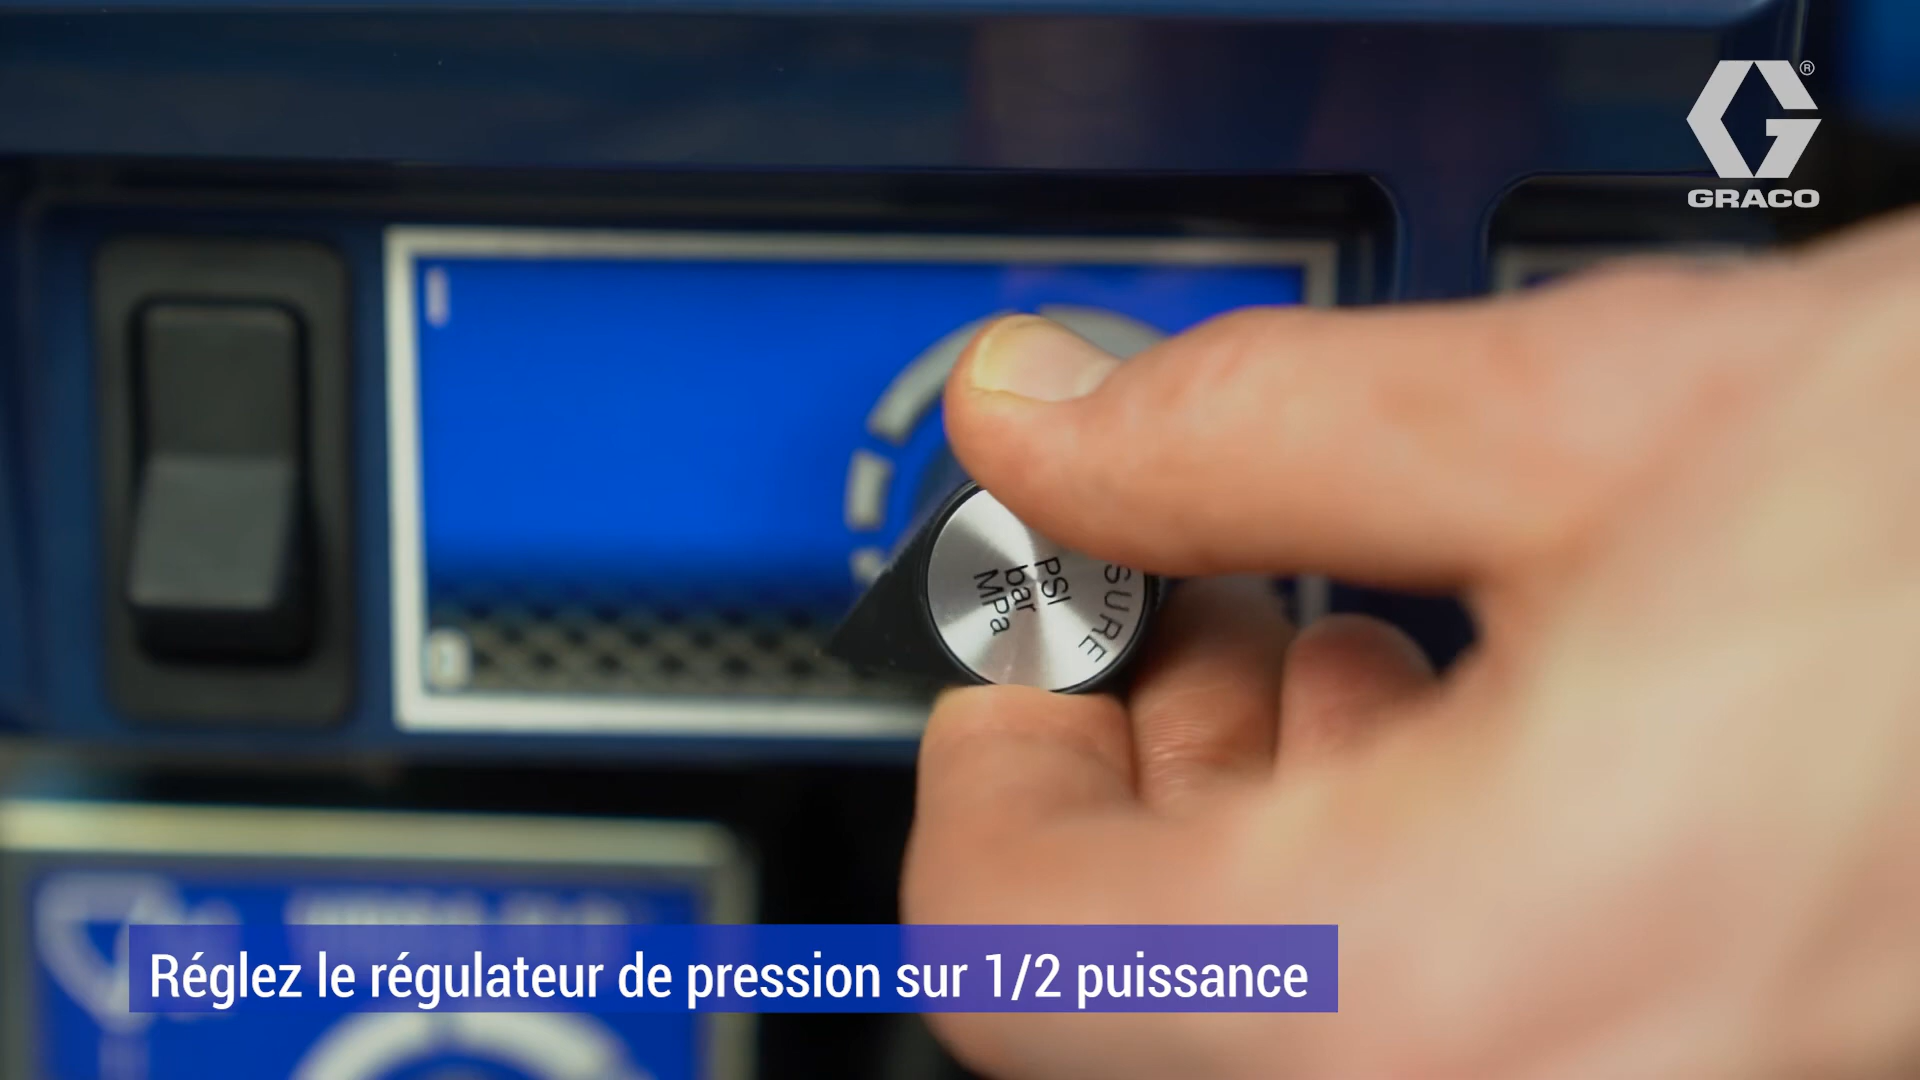 ®
GRACO
SURE
PSI
bar
MPa
Réglez le régulateur de pression sur 1/2 puissance